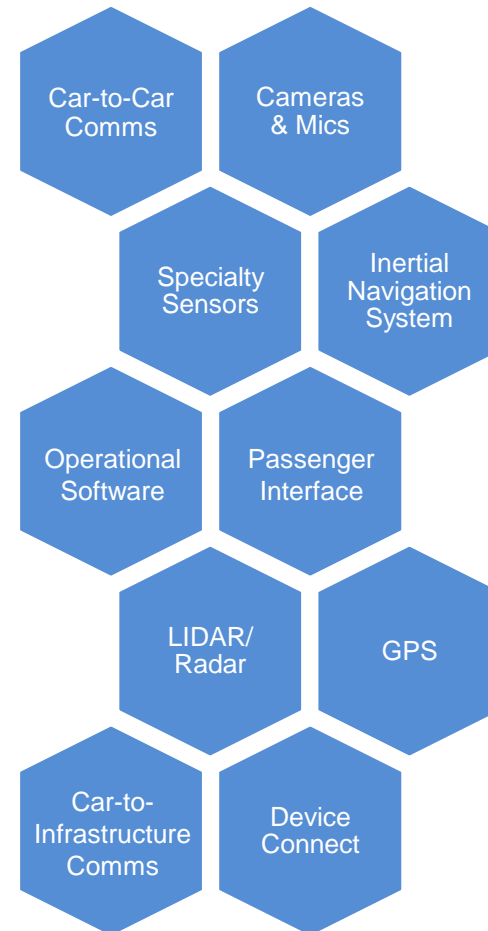 Car-to-Car
Comms
Cameras
& Mics
Specialty
Sensors
Inertial
Navigation
System
Operational
Software
Passenger
Interface
LIDAR/
Radar
GPS
Car-to-
Infrastructure
Comms
Device
Connect